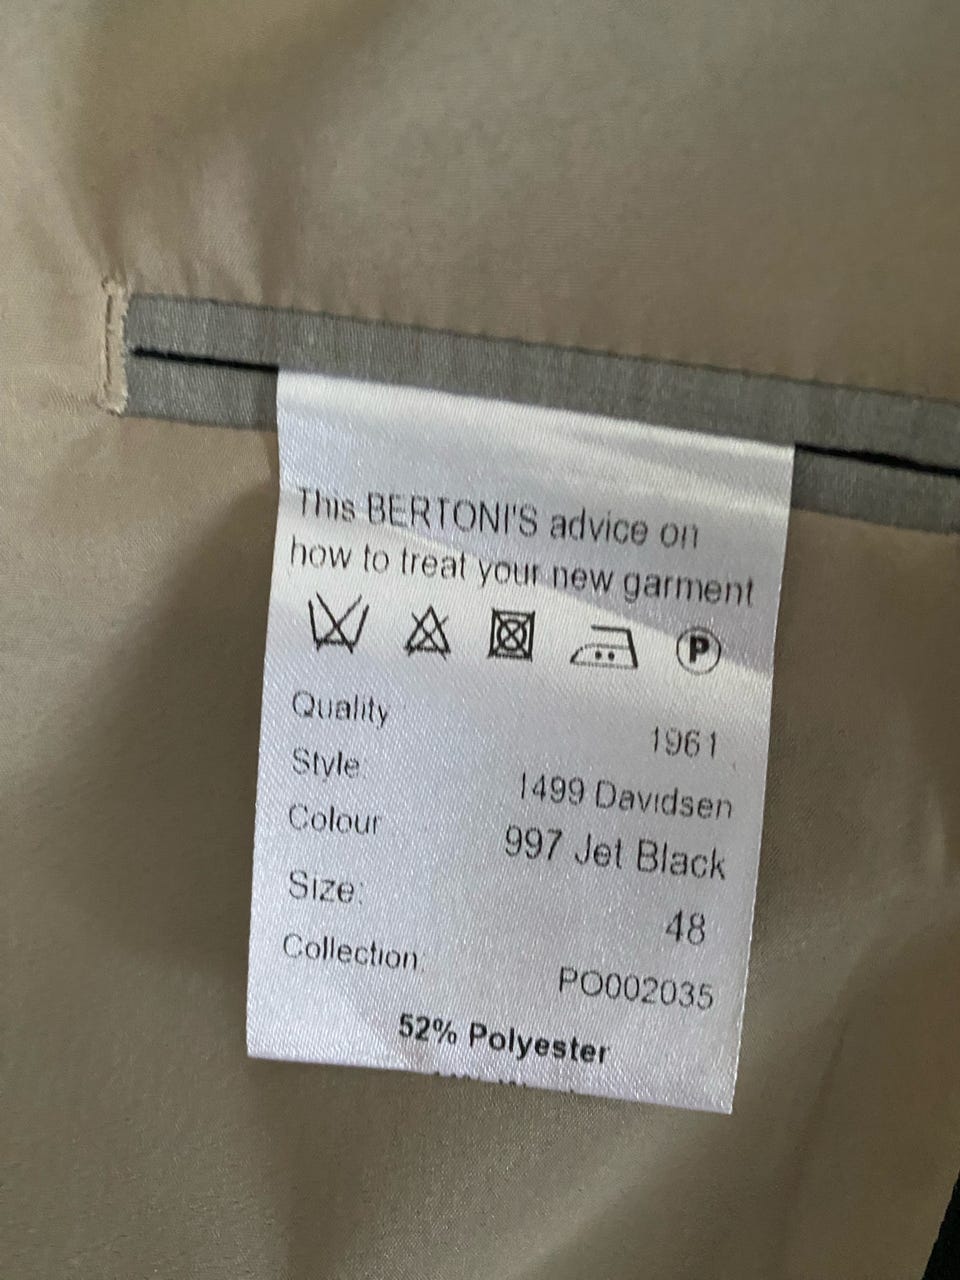 This BERTONI'S advice on
how to treat your new garment
P
Quality 1961
Style: 1499 Davidsen
Colour 997 Jet Black
Size: 48
Collection: PO002035
52% Polyester